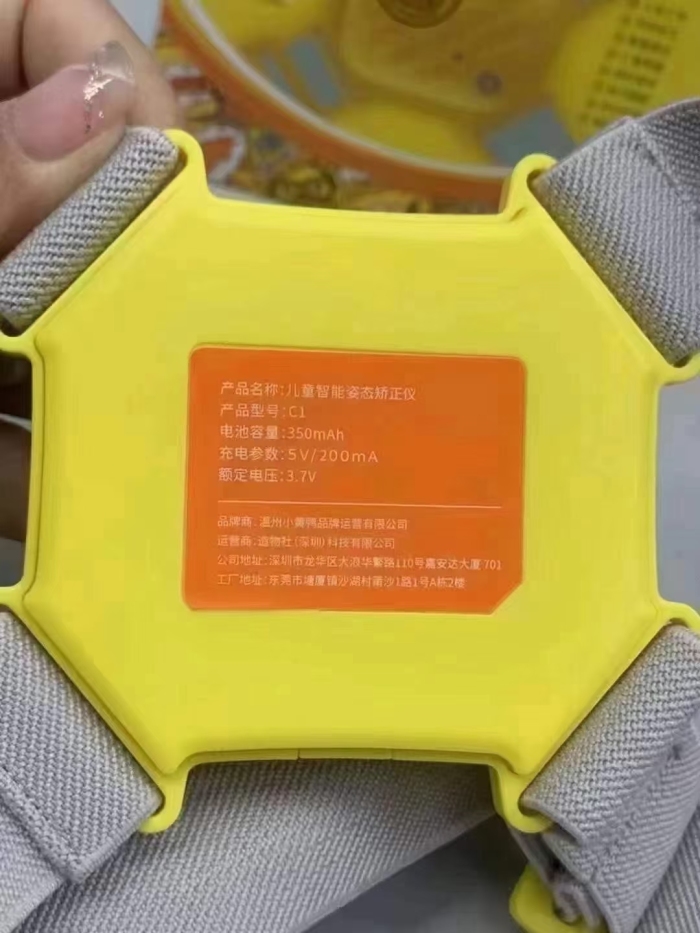 产品名称:儿童智能姿态矫正仪
产品型号:C1
电池容量:350mAh
充电参数:5V/200mA
额定电压:3.7V
品牌商:温州小黄鸭品牌运营有限公司
运营商:造物社(深圳)科技有限公司
公司地址:深圳市龙华区大浪华繁路110号嘉安达大厦701
工厂地址:东莞市塘厦镇沙湖村莆沙1路1号A栋2楼